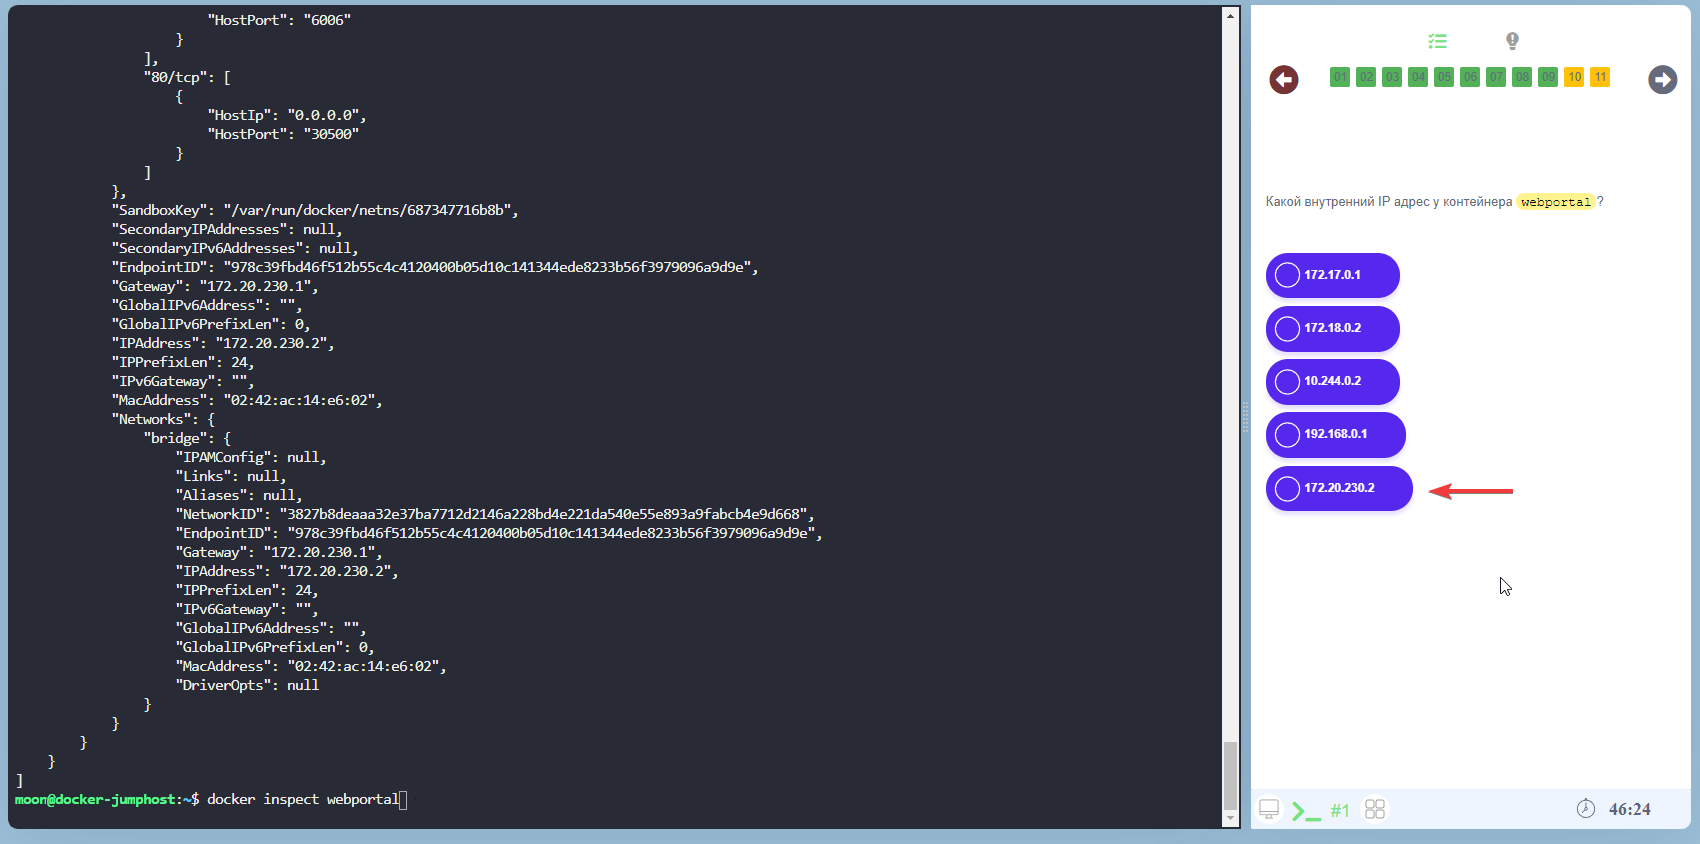 "HostPort": "6006"
}
],
"80/tcp": [
{
"HostIp": "0.0.0.0",
"HostPort": "30500"
}
]
},
"SandboxKey": "/var/run/docker/netns/687347716b8b",
"SecondaryIPAddresses": null,
"SecondaryIPv6Addresses": null,
"EndpointID": "978c39fbd46f512b55c4c4120400b05d10c141344ede8233b56f3979096a9d9e",
"Gateway": "172.20.230.1",
"GlobalIPv6Address": "",
"GlobalIPv6PrefixLen": 0,
"IPAddress": "172.20.230.2",
"IPPrefixLen": 24,
"IPv6Gateway": "",
"MacAddress": "02:42:ac:14:e6:02",
"Networks": {
"bridge": {
"IPAMConfig": null,
"Links": null,
"Aliases": null,
"NetworkID": "3827b8deaaa32e37ba7712d2146a228bd4e221da540e55e893a9fabcb4e9d668",
"EndpointID": "978c39fbd46f512b55c4c4120400b05d10c141344ede8233b56f3979096a9d9e",
"Gateway": "172.20.230.1",
"IPAddress": "172.20.230.2",
"IPPrefixLen": 24,
"IPv6Gateway": "",
"GlobalIPv6Address": "",
"GlobalIPv6PrefixLen": 0,
"MacAddress": "02:42:ac:14:e6:02",
"DriverOpts": null
}
}
}
}
]
moon@docker-jumphost:~$ docker inspect webportal
01 02 03 04 05 06 07 08 09 10 11
Какой внутренний IP адрес у контейнера webportal ?
172.17.0.1
172.18.0.2
10.244.0.2
192.168.0.1
172.20.230.2
#1
46:24